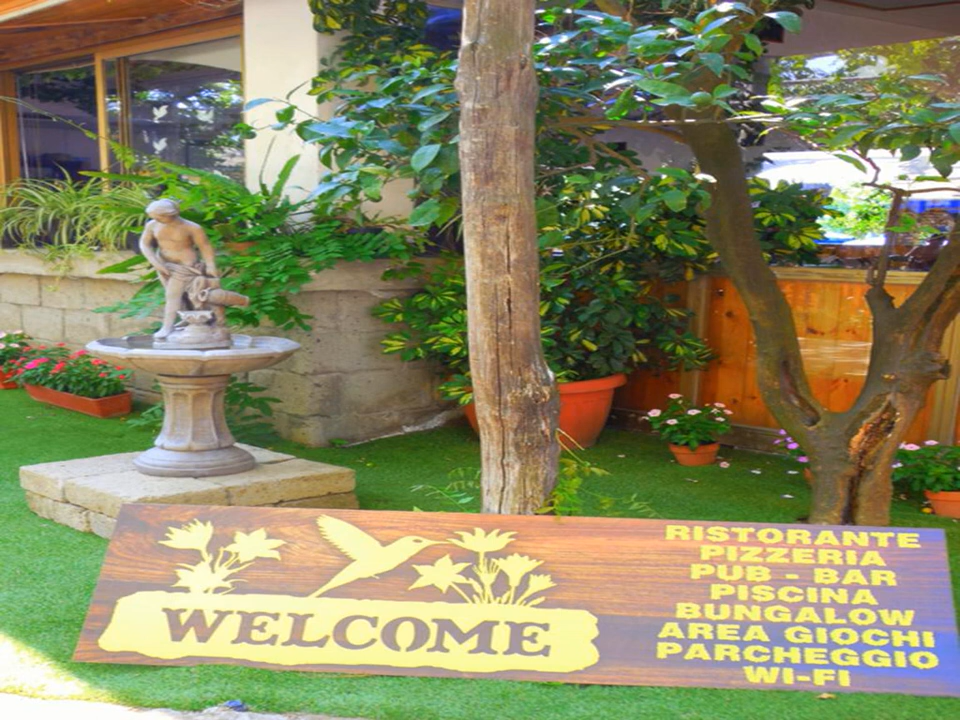 WELCOME
RISTORANTE
PIZZERIA
PUB - BAR
PISCINA
BUNGALOW
AREA GIOCHI
PARCHEGGIO
WI-FI